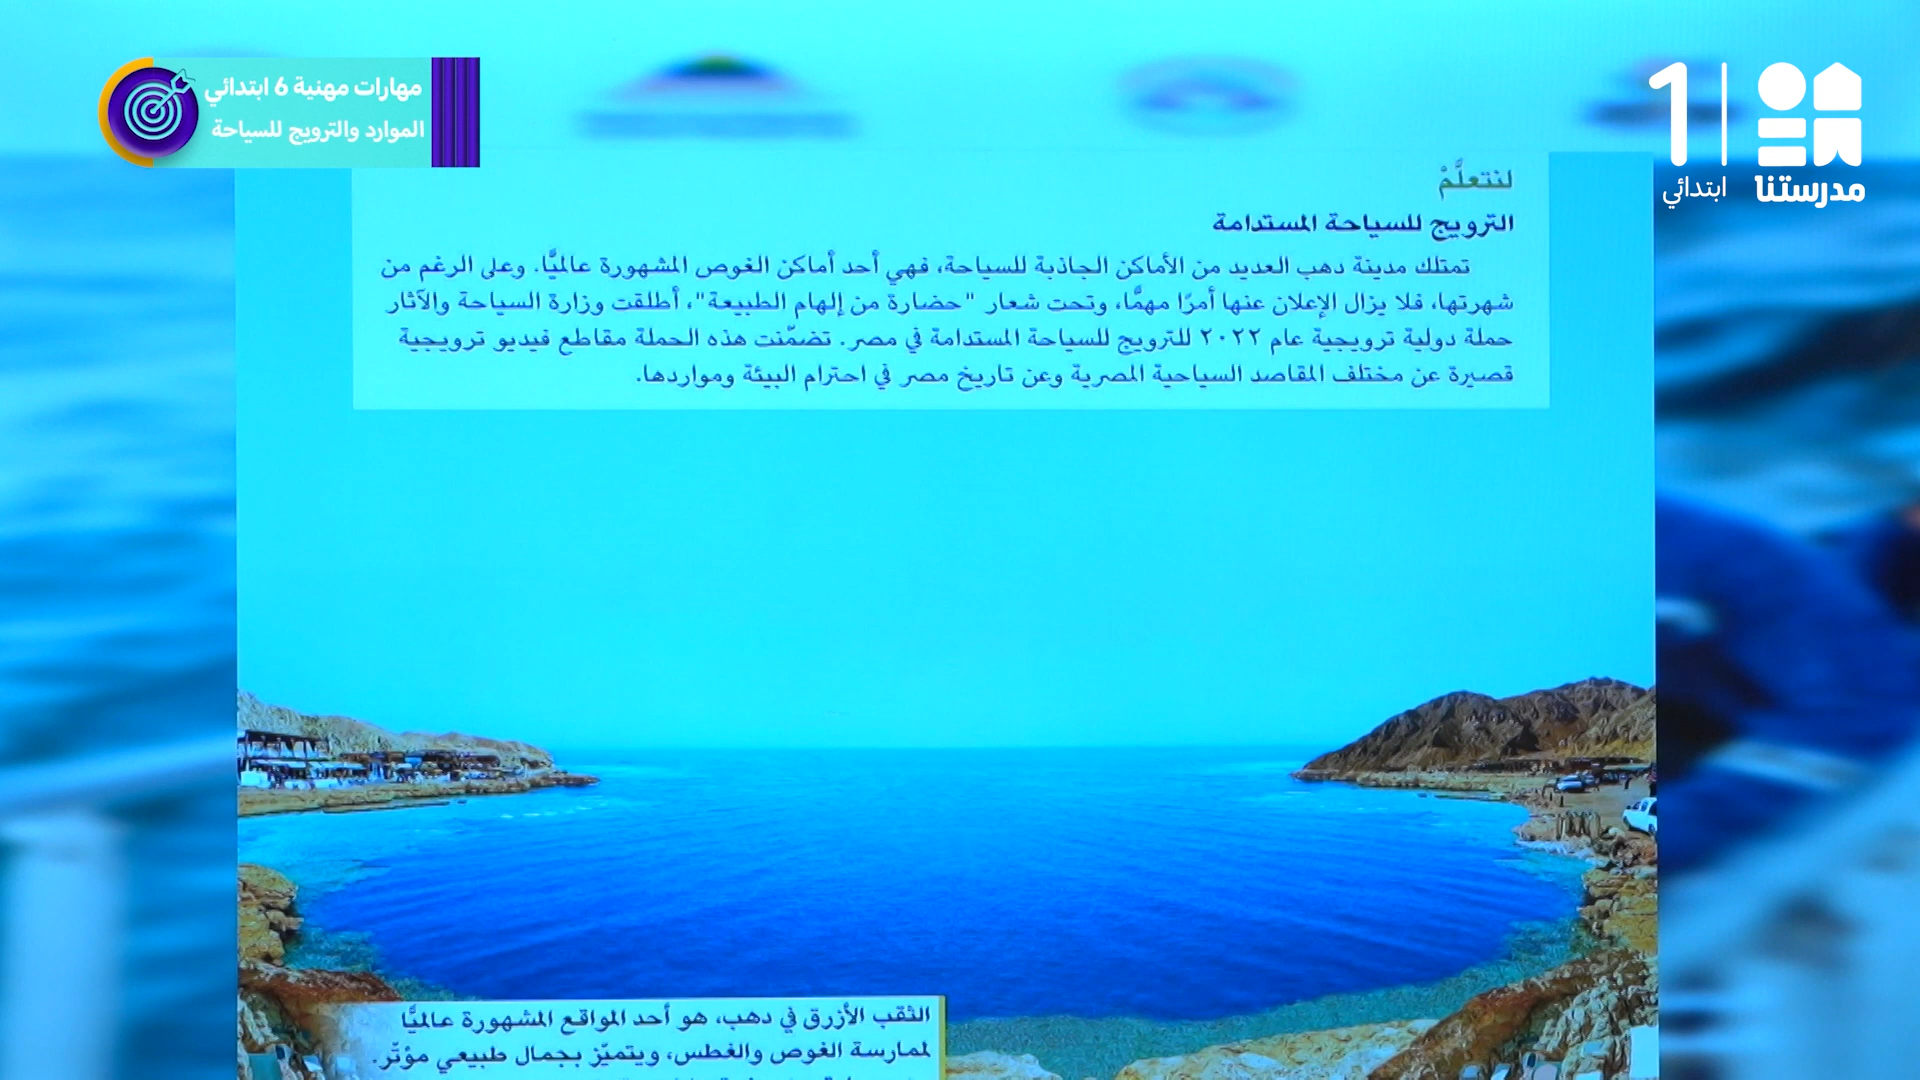 مهارات مهنية 6 ابتدائي
الموارد والترويج للسياحة
1
ابتدائي
مدرستنا
لنتعلَّمْ
الترويج للسياحة المستدامة
تمتلك مدينة دهب العديد من الأماكن الجاذبة للسياحة، فهي أحد أماكن الغوص المشهورة عالميًّا. وعلى الرغم من
شهرتها، فلا يزال الإعلان عنها أمرًا مهمًّا، وتحت شعار "حضارة من إلهام الطبيعة"، أطلقت وزارة السياحة والآثار
حملة دولية ترويجية عام ٢٠٢٢ للترويج للسياحة المستدامة في مصر. تضمّنت هذه الحملة مقاطع فيديو ترويجية
قصيرة عن مختلف المقاصد السياحية المصرية وعن تاريخ مصر في احترام البيئة ومواردها.
الثقب الأزرق في دهب، هو أحد المواقع المشهورة عالميًّا
لممارسة الغوص والغطس، ويتميّز بجمال طبيعي مؤثّر.